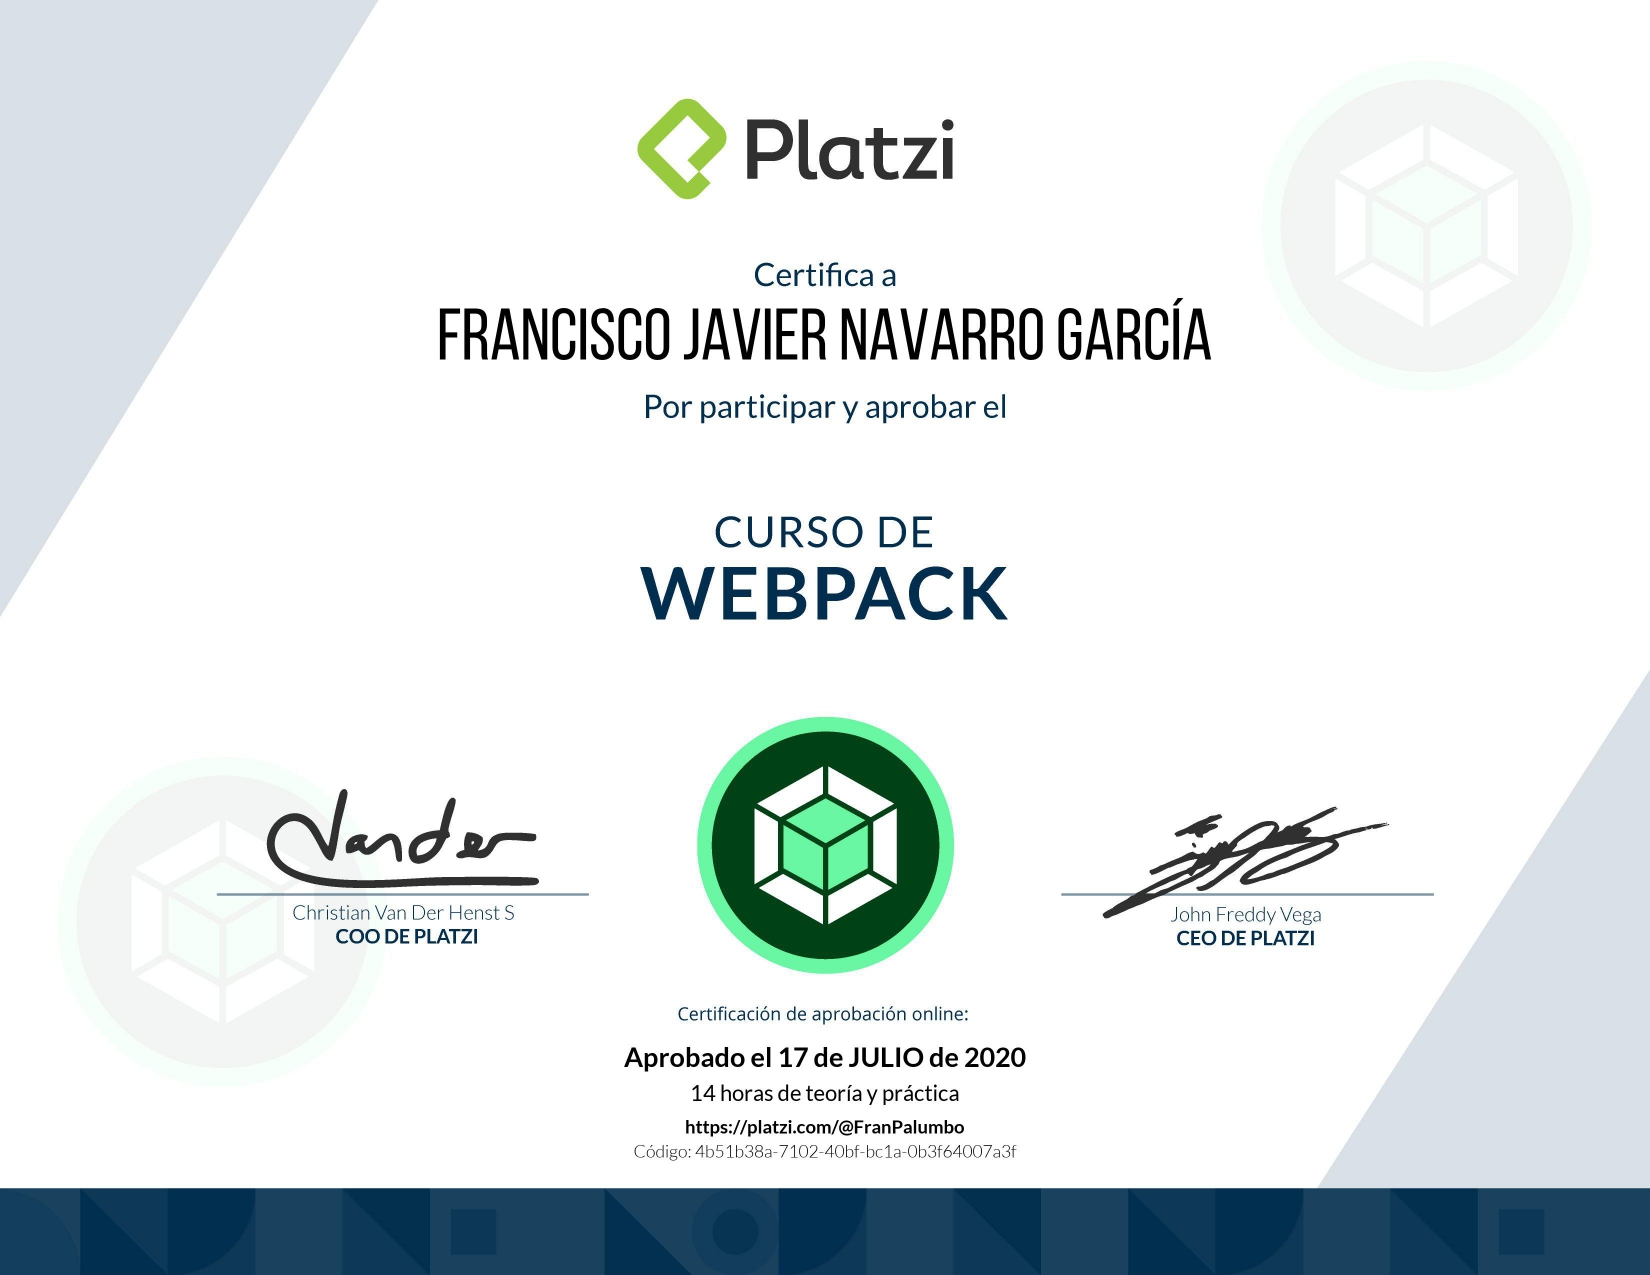 Platzi
Certifica a
FRANCISCO JAVIER NAVARRO GARCÍA
Por participar y aprobar el
CURSO DE
WEBPACK
Vander
Christian Van Der Henst S
COO DE PLATZI
John Freddy Vega
CEO DE PLATZI
Certificación de aprobación online:
Aprobado el 17 de JULIO de 2020
14 horas de teoría y práctica
https://platzi.com/@FranPalumbo
Código: 4b51b38a-7102-40bf-bc1a-0b3f64007a3f